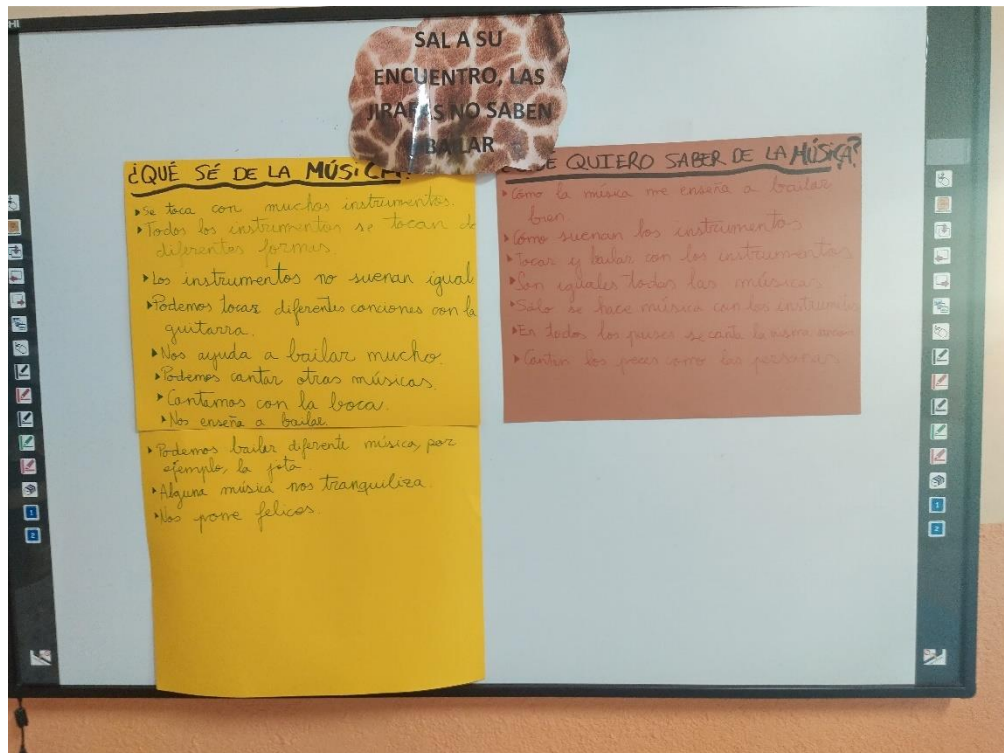 SAL A SU
ENCUENTRO, LAS
JIRAFAS NO SABEN
BAILAR
¿QUÉ SÉ DE LA MÚSICA?
▸ Se toca con muchos instrumentos.
▸ Todos los instrumentos se tocan de
diferentes formas
▸ Los instrumentos no suenan igual
▸ Podemos tocar diferentes canciones con la
guitarra.
▸ Nos ayuda a bailar mucho.
▸ Podemos cantar otras músicas.
▸ Cantamos con la boca.
▸ Nos enseña a bailar.
▸ Podemos bailar diferente música, por
ejemplo, la jota.
▸ Alguna música nos tranquiliza.
▸ Nos pone felices.
QUIERO SABER DE LA MÚSICA?
▸ Cómo la música me enseña a bailar
bien.
▸ Cómo suenan los instrumentos
▸ Tocar y bailar con los instrumentos
▸ Son iguales todas las músicas
▸ Solo se hace música con los instrumentos
▸ En todos los países se canta la misma
▸ Cantan los peces como las personas
1
2
1
2